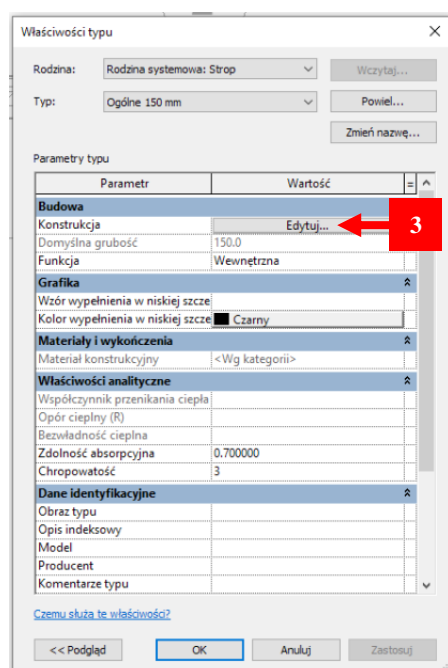 Właściwości typu
Rodzina: Rodzina systemowa: Strop Wczytaj...
Typ: Ogólne 150 mm Powiel...
Zmień nazwę...
Parametry typu
Parametr Wartość =
Budowa
Konstrukcja Edytuj... 3
Domyślna grubość 150.0
Funkcja Wewnętrzna
Grafika
Wzór wypełnienia w niskiej szcze
Kolor wypełnienia w niskiej szcze Czarny
Materiały i wykończenia
Materiał konstrukcyjny <Wg kategorii>
Właściwości analityczne
Współczynnik przenikania ciepła
Opór cieplny (R)
Bezwładność cieplna
Zdolność absorpcyjna 0.700000
Chropowatość 3
Dane identyfikacyjne
Obraz typu
Opis indeksowy
Model
Producent
Komentarze typu
Czemu służą te właściwości?
<< Podgląd OK Anuluj Zastosuj